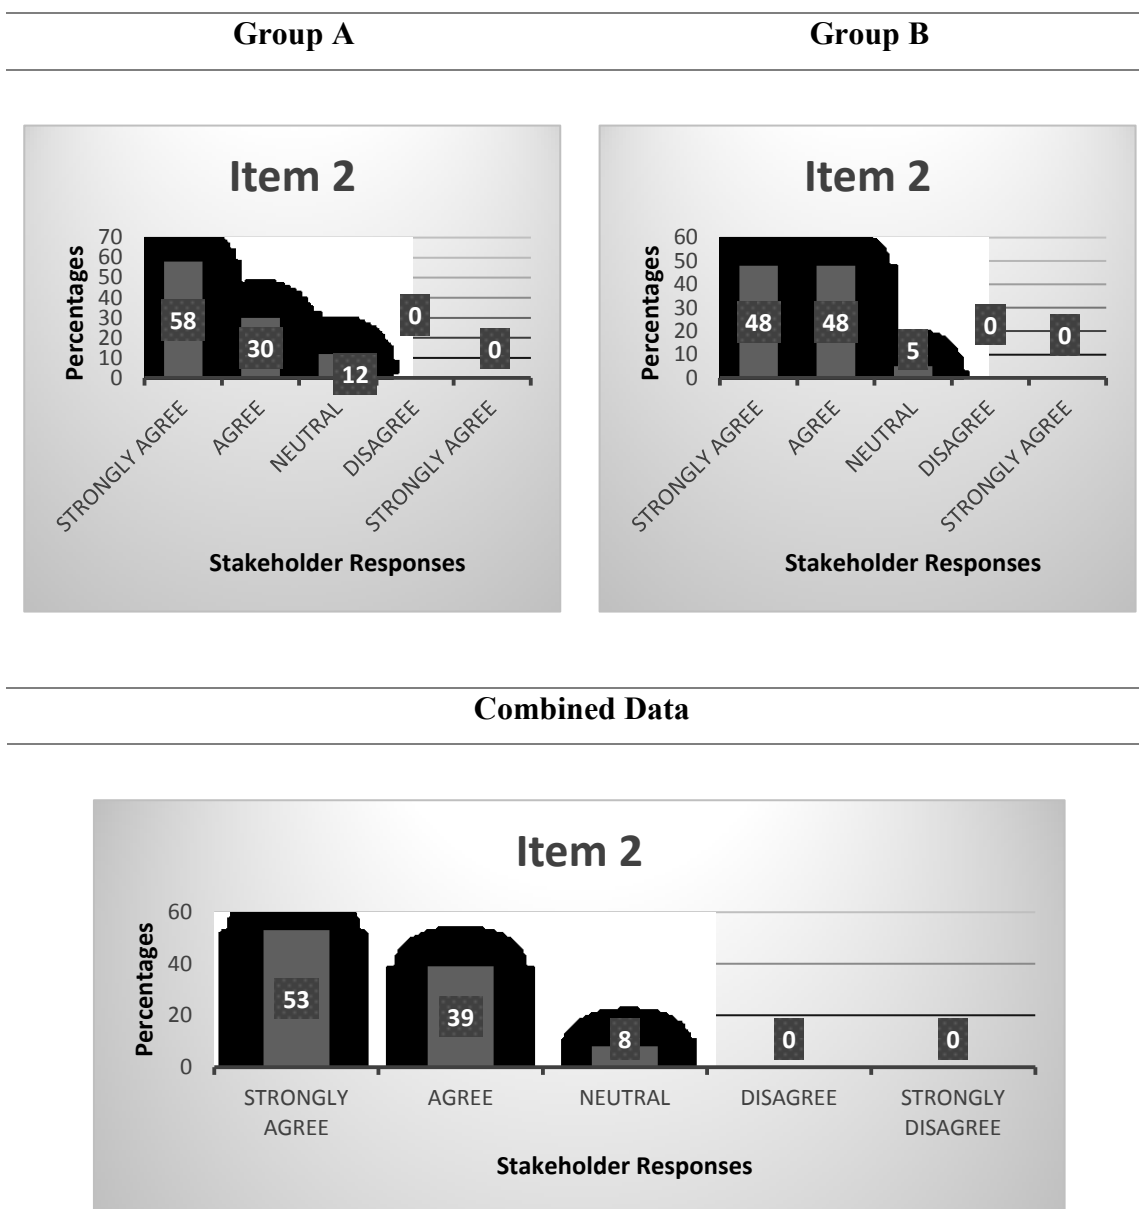 Group A
Group B
Item 2
Percentages
70
60
50
40
30
20
10
0
58
30
12
0
0
STRONGLY AGREE
AGREE
NEUTRAL
DISAGREE
STRONGLY AGREE
Stakeholder Responses
Item 2
Percentages
60
50
40
30
20
10
0
48
48
5
0
0
STRONGLY AGREE
AGREE
NEUTRAL
DISAGREE
STRONGLY AGREE
Stakeholder Responses
Combined Data
Item 2
Percentages
60
40
20
0
53
39
8
0
0
STRONGLY
AGREE
AGREE
NEUTRAL
DISAGREE
STRONGLY
DISAGREE
Stakeholder Responses